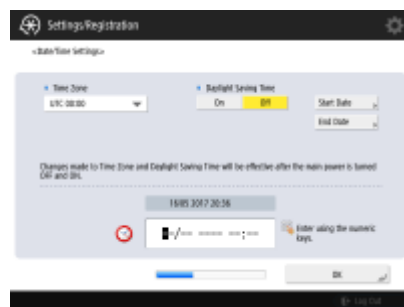 Settings/Registration
<Date/Time Settings>
Time Zone
UTC 00:00
Daylight Saving Time
On
Off
Start Date
End Date
Changes made to Time Zone and Daylight Saving Time will be effective after the main power is turned
OFF and ON.
16/05 2017 20:36
--/-- ---- --:--
Enter using the numeric
keys.
OK
Log Out